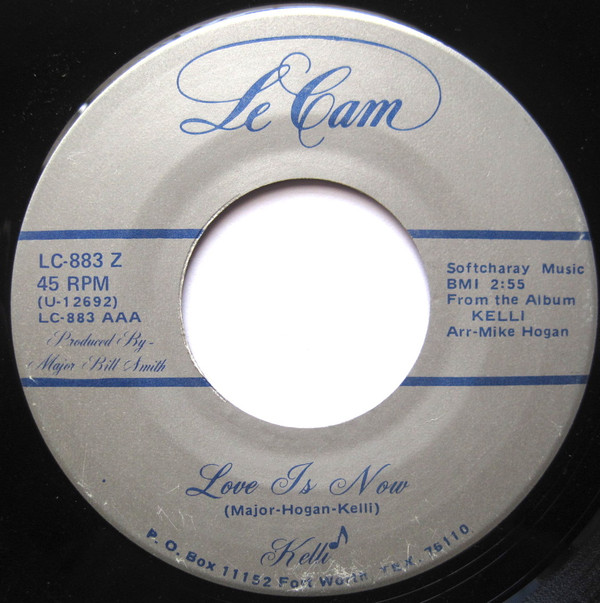 Le Cam
LC-883 Z
45 RPM
(U-12692)
LC-883 AAA
Produced By-
Major Bill Smith
Softcharay Music
BMI 2:55
From the Album
KELLI
Arr-Mike Hogan
Love Is Now
(Major-Hogan-Kelli)
Kelli
P. O. Box 11152 Fort Worth, TEX. 76110